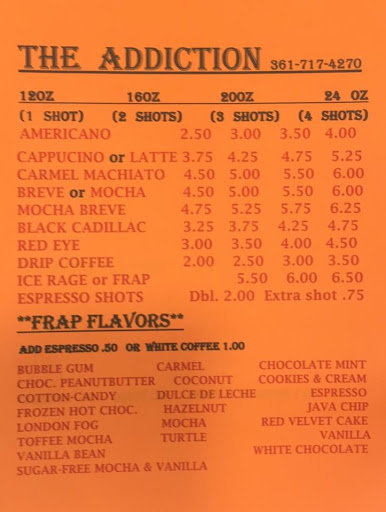 THE ADDICTION 361-717-4270
12OZ 16OZ 20OZ 24 OZ
(1 SHOT) (2 SHOTS) (3 SHOTS) (4 SHOTS)
AMERICANO 2.50 3.00 3.50 4.00
CAPPUCINO or LATTE 3.75 4.25 4.75 5.25
CARMEL MACHIATO 4.50 5.00 5.50 6.00
BREVE or MOCHA 4.50 5.00 5.50 6.00
MOCHA BREVE 4.75 5.25 5.75 6.25
BLACK CADILLAC 3.25 3.75 4.25 4.75
RED EYE 3.00 3.50 4.00 4.50
DRIP COFFEE 2.00 2.50 3.00 3.50
ICE RAGE or FRAP 5.50 6.00 6.50
ESPRESSO SHOTS Dbl. 2.00 Extra shot .75
**FRAP FLAVORS**
ADD ESPRESSO .50 OR WHITE COFFEE 1.00
BUBBLE GUM CARMEL CHOCOLATE MINT
CHOC. PEANUTBUTTER COCONUT COOKIES & CREAM
COTTON-CANDY DULCE DE LECHE ESPRESSO
FROZEN HOT CHOC. HAZELNUT JAVA CHIP
LONDON FOG MOCHA RED VELVET CAKE
TOFFEE MOCHA TURTLE VANILLA
VANILLA BEAN WHITE CHOCOLATE
SUGAR-FREE MOCHA & VANILLA